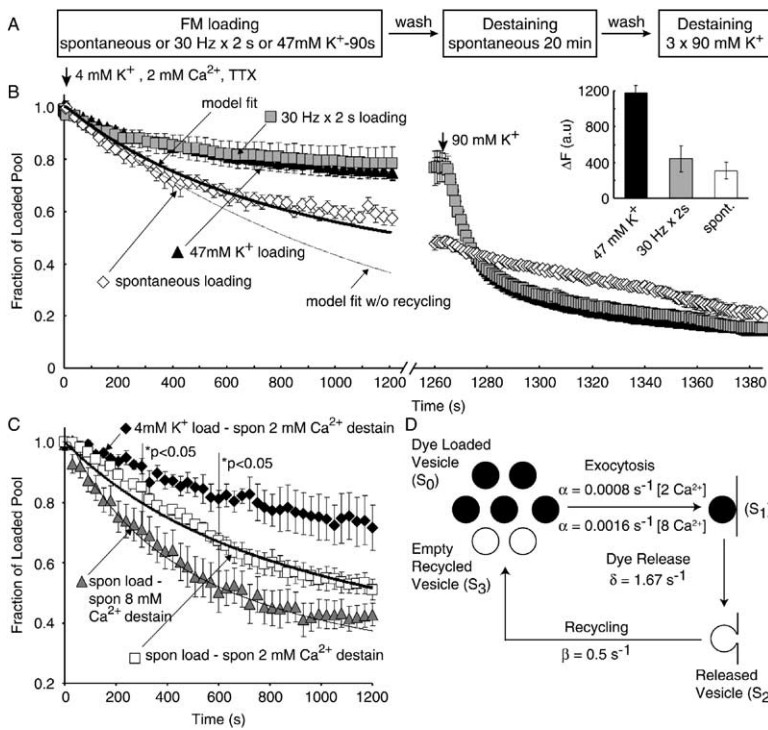 A
FM loading
spontaneous or 30 Hz x 2 s or 47mM K+-90s
wash
Destaining
spontaneous 20 min
wash
Destaining
3 x 90 mM K+
B
4 mM K+ , 2 mM Ca2+, TTX
model fit
30 Hz x 2 s loading
47mM K+ loading
spontaneous loading
model fit w/o recycling
90 mM K+
Fraction of Loaded Pool
1.0
0.8
0.6
0.4
0.2
0
0
200
400
600
800
1000
1200
1260
1280
1300
1320
1340
1360
1380
Time (s)
ΔF (a.u)
1200
800
400
0
47 mM K+
30 Hz x 2s
spont.
C
4mM K+ load - spon 2 mM Ca2+ destain
*p<0.05
*p<0.05
spon load -
spon 8 mM
Ca2+ destain
spon load - spon 2 mM Ca2+ destain
Fraction of Loaded Pool
1.0
0.8
0.6
0.4
0.2
0
200
400
600
800
1000
1200
Time (s)
D
Dye Loaded
Vesicle (S0)
Exocytosis
α = 0.0008 s-1 [2 Ca2+]
α = 0.0016 s-1 [8 Ca2+]
(S1)
Empty
Recycled
Vesicle (S3)
Dye Release
δ = 1.67 s-1
Recycling
β = 0.5 s-1
Released
Vesicle (S2)